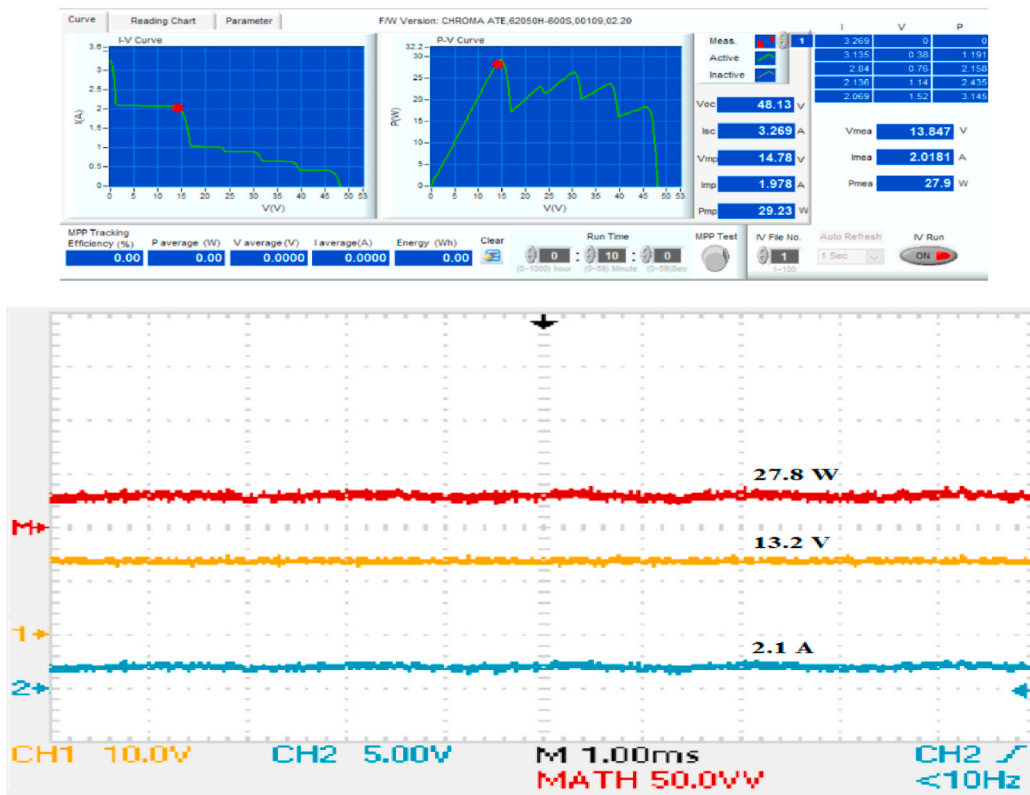 Curve Reading Chart Parameter F/W Version: CHROMA ATE,62050H-600S,00109,02.20
I-V Curve
3.6
3
2.5
2
1.5
1
0.5
0
I(A)
0 5 10 15 20 25 30 35 40 45 50 53
V(V)
P-V Curve
32.2
30
25
20
15
10
5
0
P(W)
0 5 10 15 20 25 30 35 40 45 50 53
V(V)
Meas. 1
Active
Inactive
I V P
3.269 0 0
3.135 0.38 1.191
2.84 0.76 2.158
2.136 1.14 2.435
2.069 1.52 3.145
Voc 48.13 V
Isc 3.269 A
Vmp 14.78 V
Imp 1.978 A
Pmp 29.23 W
Vmea 13.847 V
Imea 2.0181 A
Pmea 27.9 W
MPP Tracking
Efficiency (%) P average (W) V average (V) I average(A) Energy (Wh) Clear
0.00 0.00 0.0000 0.0000 0.00
Run Time
0 : 10 : 0
(0~1000) hour (0~59) Minute (0~59)Sec
MPP Test
IV File No.
1
1~100
Auto Refresh
1 Sec
IV Run
ON
27.8 W
M
13.2 V
1
2.1 A
2
CH1 10.0V CH2 5.00V M 1.00ms CH2
MATH 50.0VV <10Hz